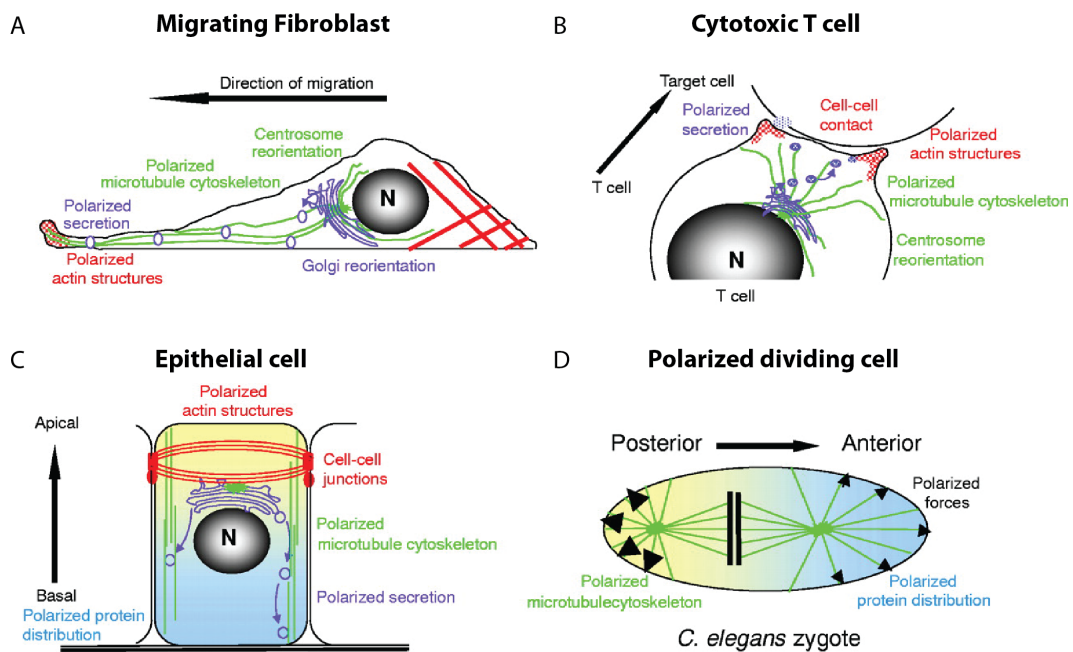 A
Migrating Fibroblast
Direction of migration
Centrosome
reorientation
Polarized
microtubule cytoskeleton
Polarized
secretion
N
Polarized
actin structures
Golgi reorientation
B
Cytotoxic T cell
Target cell
Polarized
secretion
Cell-cell
contact
Polarized
actin structures
T cell
Polarized
microtubule cytoskeleton
N
Centrosome
reorientation
T cell
C
Epithelial cell
Polarized
actin structures
Apical
Cell-cell
junctions
N
Polarized
microtubule cytoskeleton
Basal
Polarized protein
distribution
Polarized secretion
D
Polarized dividing cell
Posterior
Anterior
Polarized
forces
Polarized
microtubulecytoskeleton
Polarized
protein distribution
C. elegans zygote